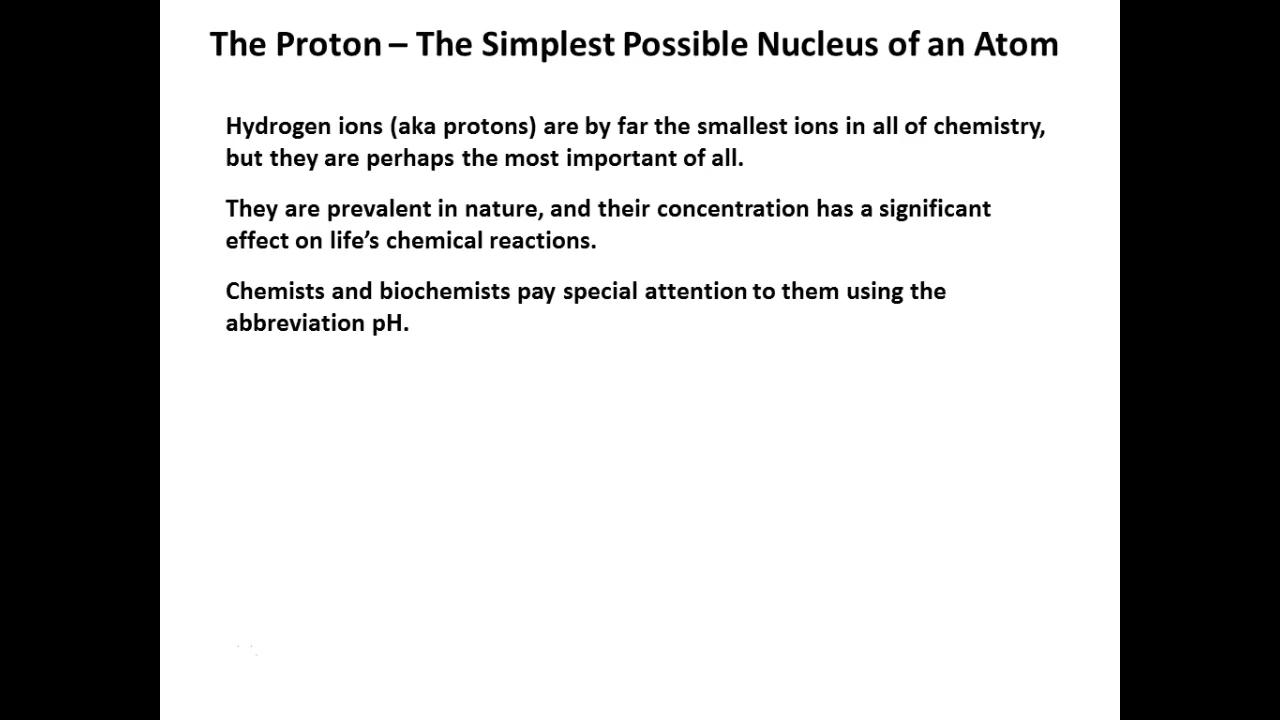 The Proton – The Simplest Possible Nucleus of an Atom
Hydrogen ions (aka protons) are by far the smallest ions in all of chemistry,
but they are perhaps the most important of all.
They are prevalent in nature, and their concentration has a significant
effect on life’s chemical reactions.
Chemists and biochemists pay special attention to them using the
abbreviation pH.